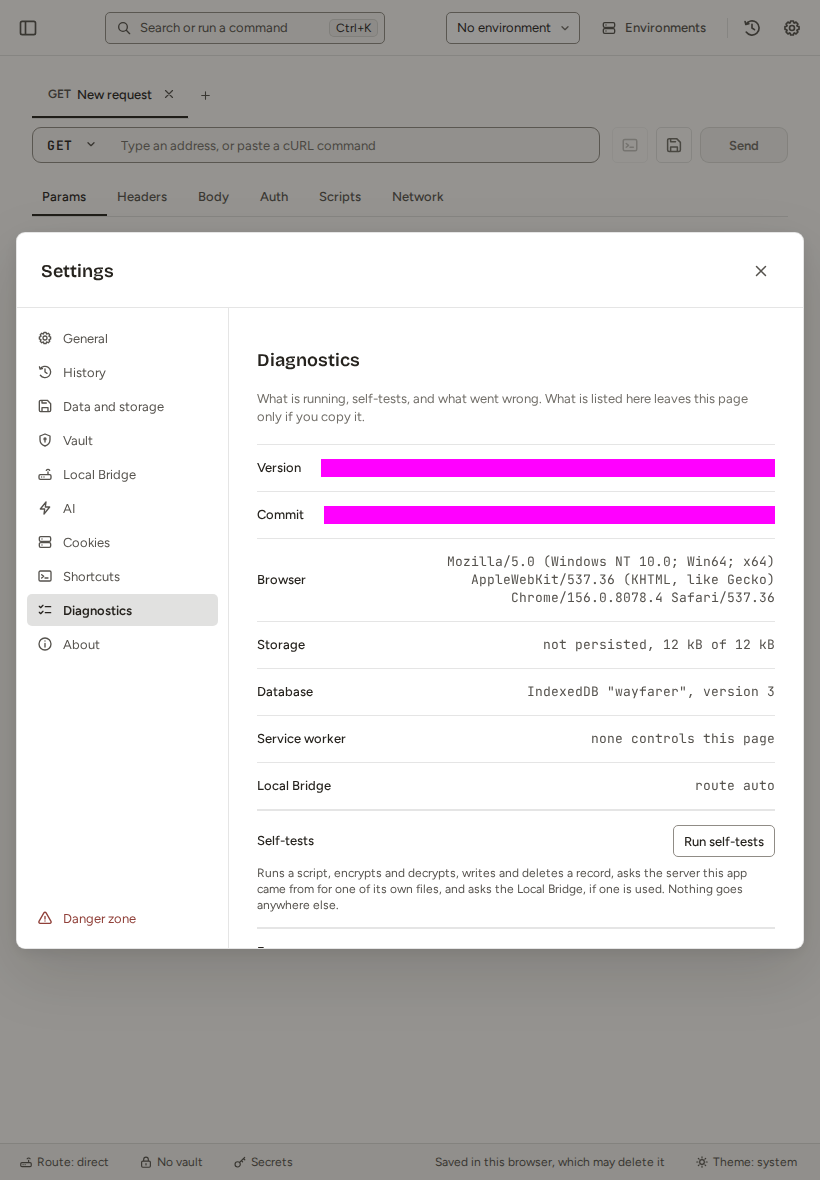 Search or run a command
Ctrl+K
No environment
Environments
GET New request
GET
Type an address, or paste a cURL command
Send
Params
Headers
Body
Auth
Scripts
Network
Settings
General
History
Data and storage
Vault
Local Bridge
AI
Cookies
Shortcuts
Diagnostics
About
Danger zone
Diagnostics
What is running, self-tests, and what went wrong. What is listed here leaves this page
only if you copy it.
Version
Commit
Browser
Mozilla/5.0 (Windows NT 10.0; Win64; x64)
AppleWebKit/537.36 (KHTML, like Gecko)
Chrome/156.0.8078.4 Safari/537.36
Storage
not persisted, 12 kB of 12 kB
Database
IndexedDB "wayfarer", version 3
Service worker
none controls this page
Local Bridge
route auto
Self-tests
Run self-tests
Runs a script, encrypts and decrypts, writes and deletes a record, asks the server this app
came from for one of its own files, and asks the Local Bridge, if one is used. Nothing goes
anywhere else.
Route: direct
No vault
Secrets
Saved in this browser, which may delete it
Theme: system